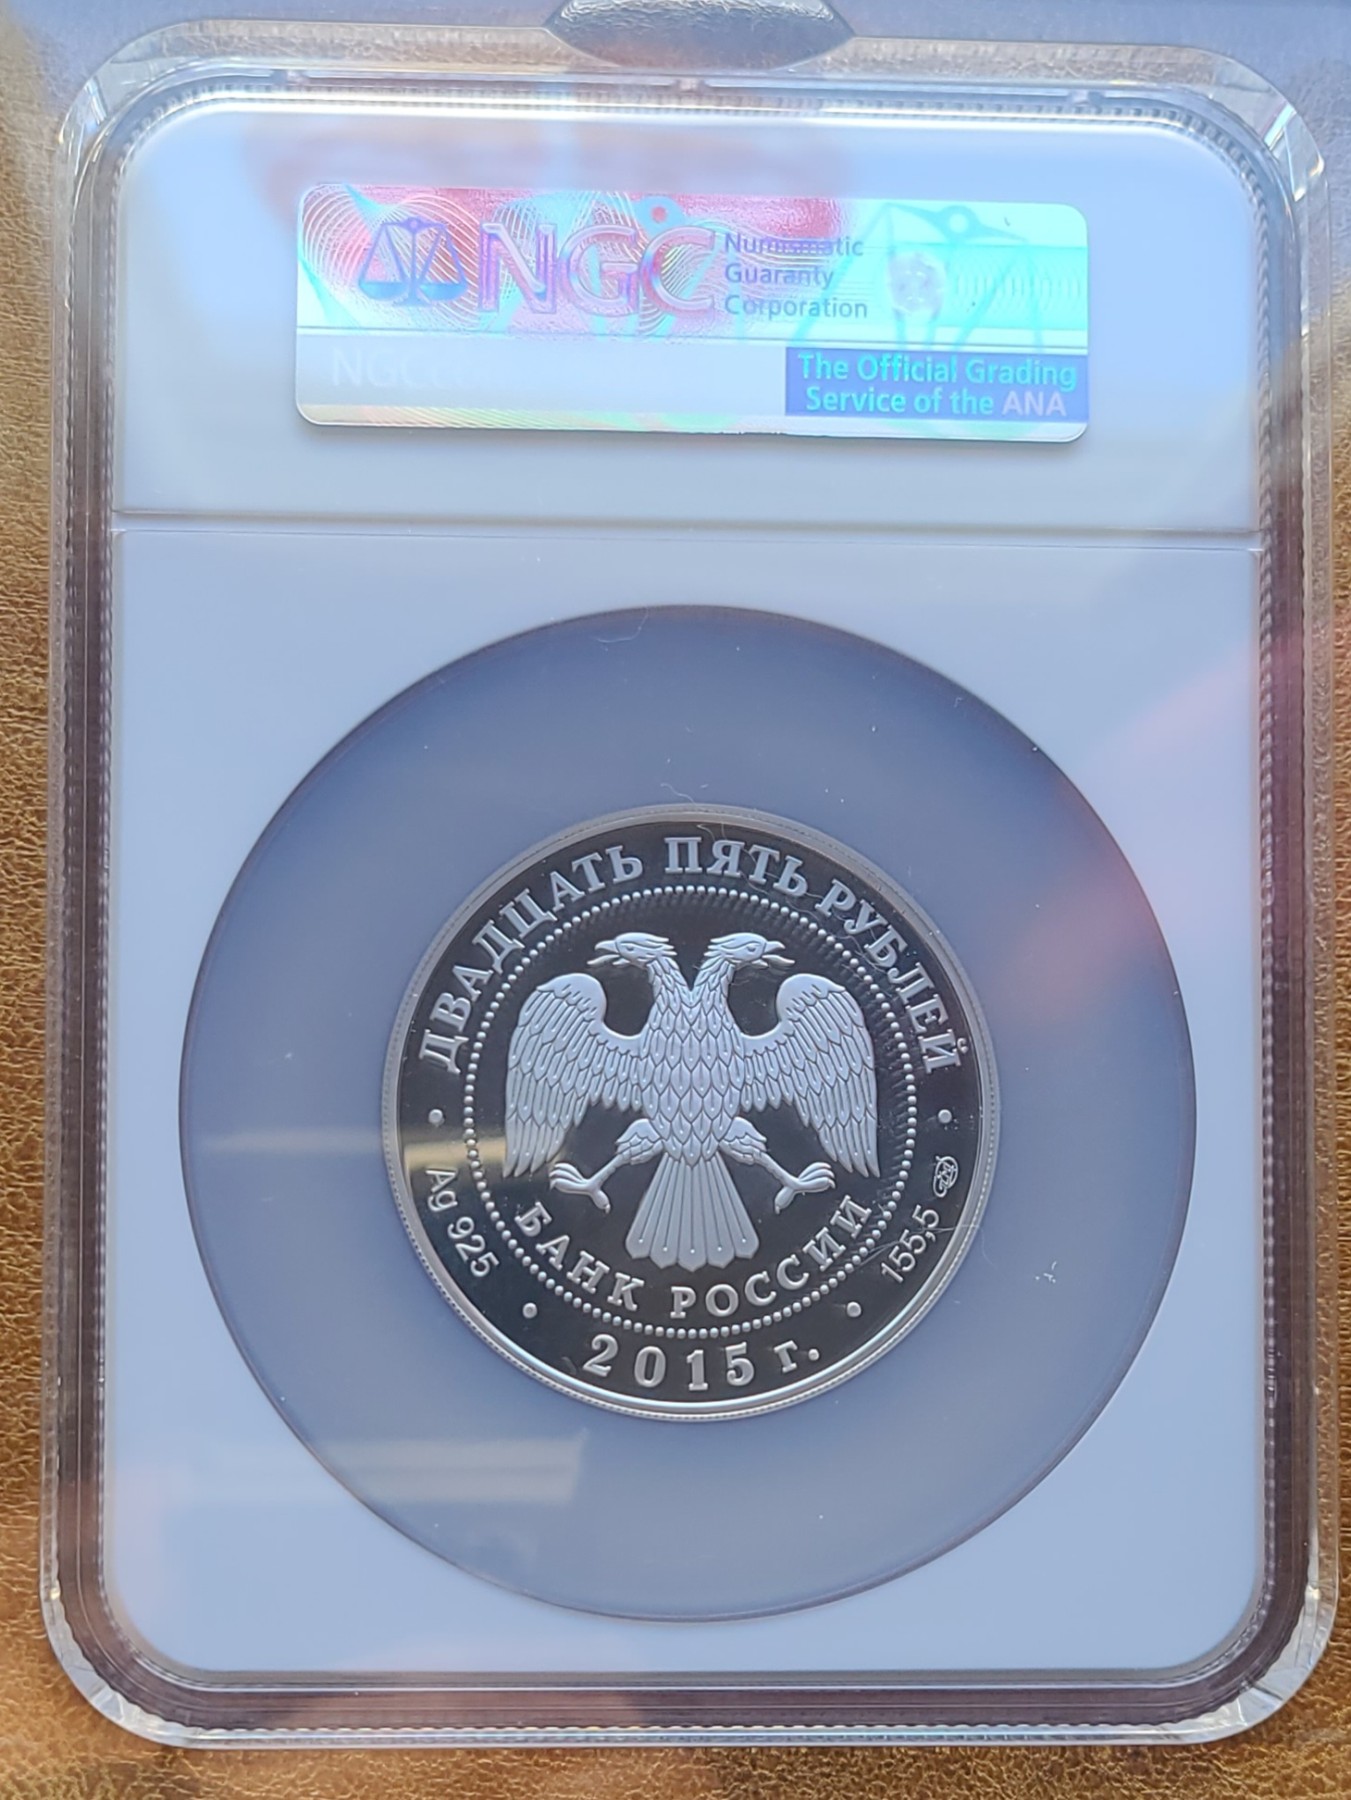 NGC
Numismatic
Guaranty
Corporation
The Official Grading
Service of the ANA
ДВАДЦАТЬ ПЯТЬ РУБЛЕЙ
БАНК РОССИИ
Ag 925
155,5
2015 г.